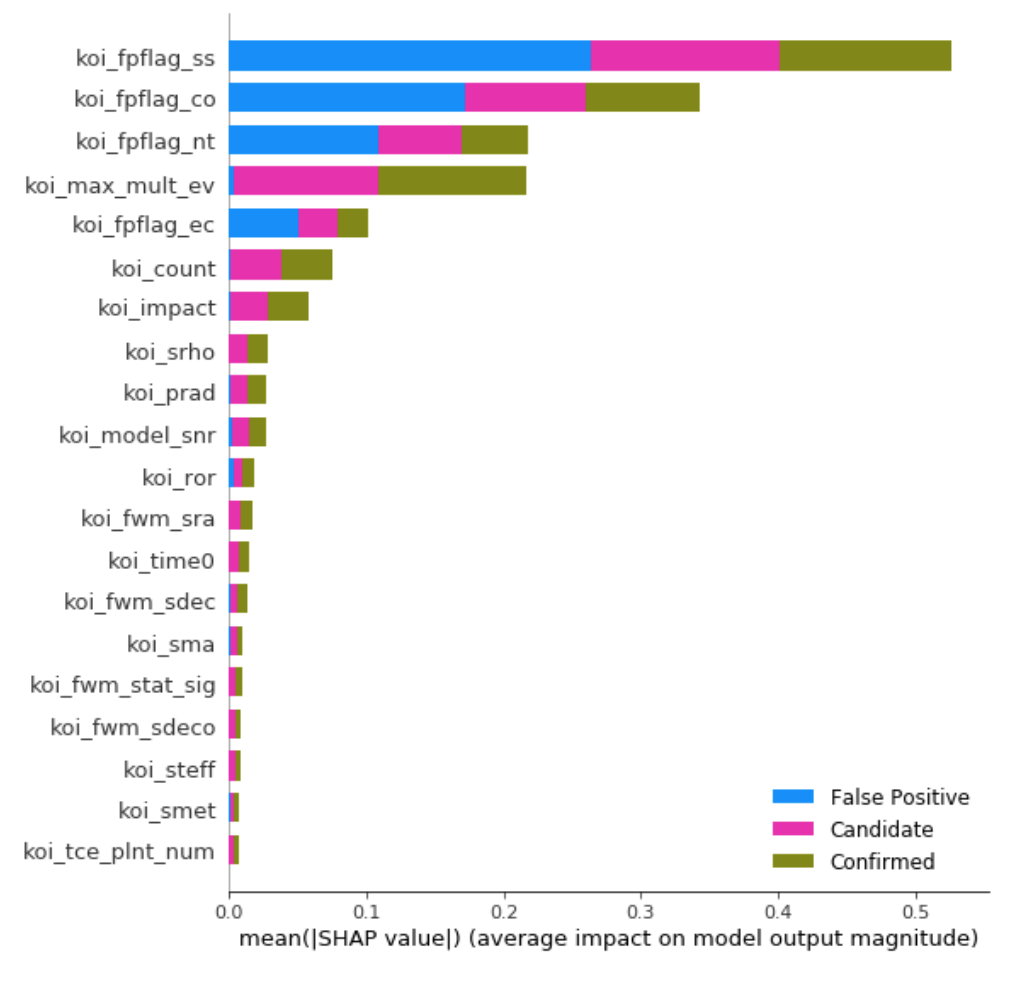 koi_fpflag_ss
koi_fpflag_co
koi_fpflag_nt
koi_max_mult_ev
koi_fpflag_ec
koi_count
koi_impact
koi_srho
koi_prad
koi_model_snr
koi_ror
koi_fwm_sra
koi_time0
koi_fwm_sdec
koi_sma
koi_fwm_stat_sig
koi_fwm_sdeco
koi_steff
koi_smet
koi_tce_plnt_num
False Positive
Candidate
Confirmed
0.0 0.1 0.2 0.3 0.4 0.5
mean(|SHAP value|) (average impact on model output magnitude)